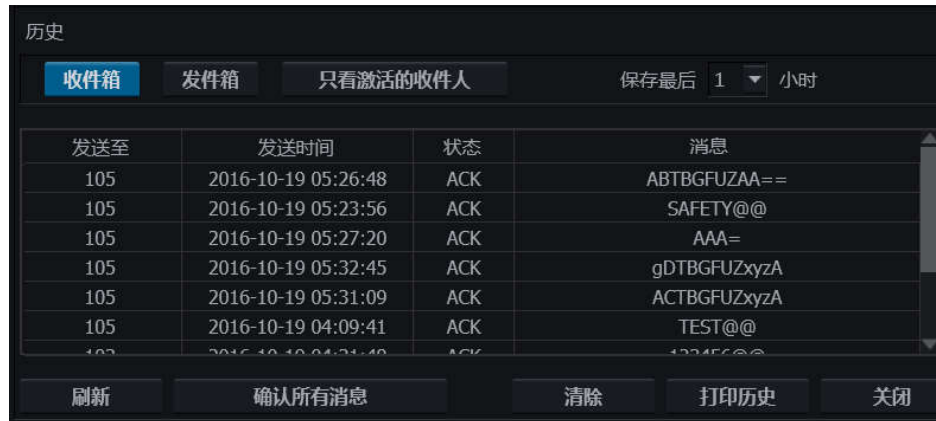 历史
收件箱 发件箱 只看激活的收件人 保存最后 1 小时
发送至 发送时间 状态 消息
105 2016-10-19 05:26:48 ACK ABTBGFUZAA==
105 2016-10-19 05:23:56 ACK SAFETY@@
105 2016-10-19 05:27:20 ACK AAA=
105 2016-10-19 05:32:45 ACK gDTBGFUZxyzA
105 2016-10-19 05:31:09 ACK ACTBGFUZxyzA
105 2016-10-19 04:09:41 ACK TEST@@
刷新 确认所有消息 清除 打印历史 关闭